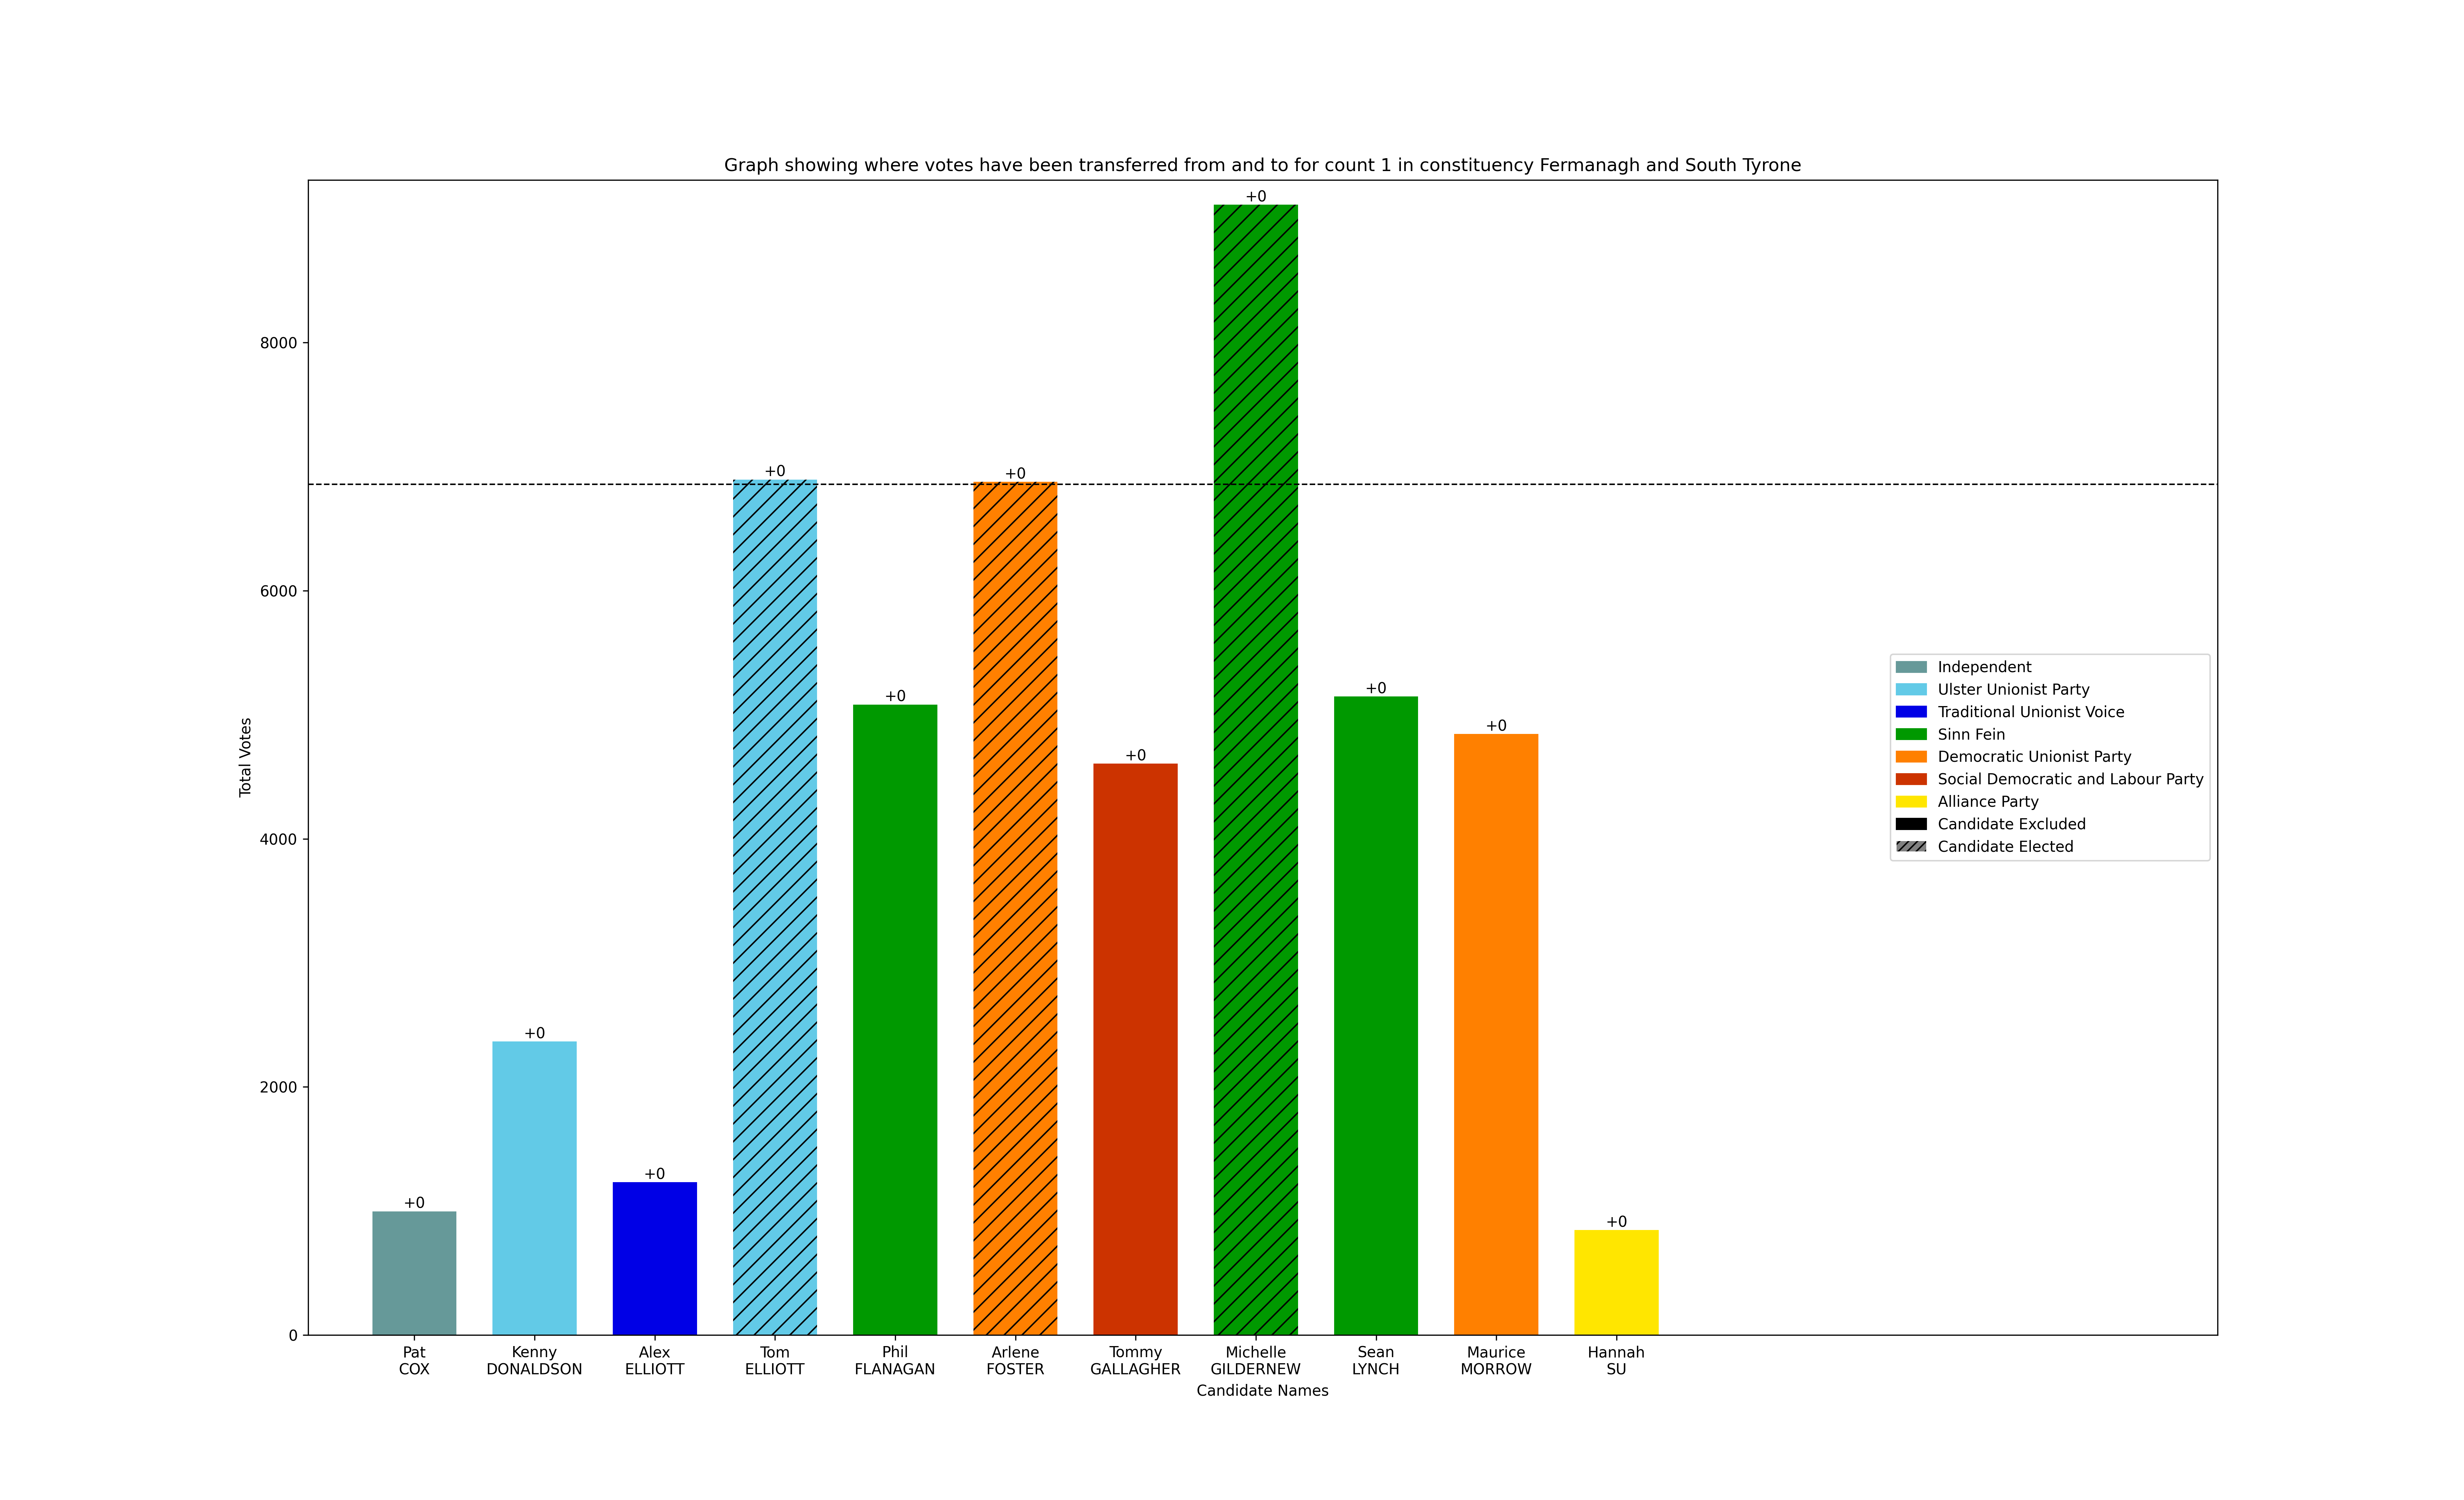 Graph showing where votes have been transferred from and to for count 1 in constituency Fermanagh and South Tyrone
Total Votes
8000
6000
4000
2000
0
+0
+0
+0
+0
+0
+0
+0
+0
+0
+0
+0
Independent
Ulster Unionist Party
Traditional Unionist Voice
Sinn Fein
Democratic Unionist Party
Social Democratic and Labour Party
Alliance Party
Candidate Excluded
Candidate Elected
Pat
COX
Kenny
DONALDSON
Alex
ELLIOTT
Tom
ELLIOTT
Phil
FLANAGAN
Arlene
FOSTER
Tommy
GALLAGHER
Michelle
GILDERNEW
Sean
LYNCH
Maurice
MORROW
Hannah
SU
Candidate Names